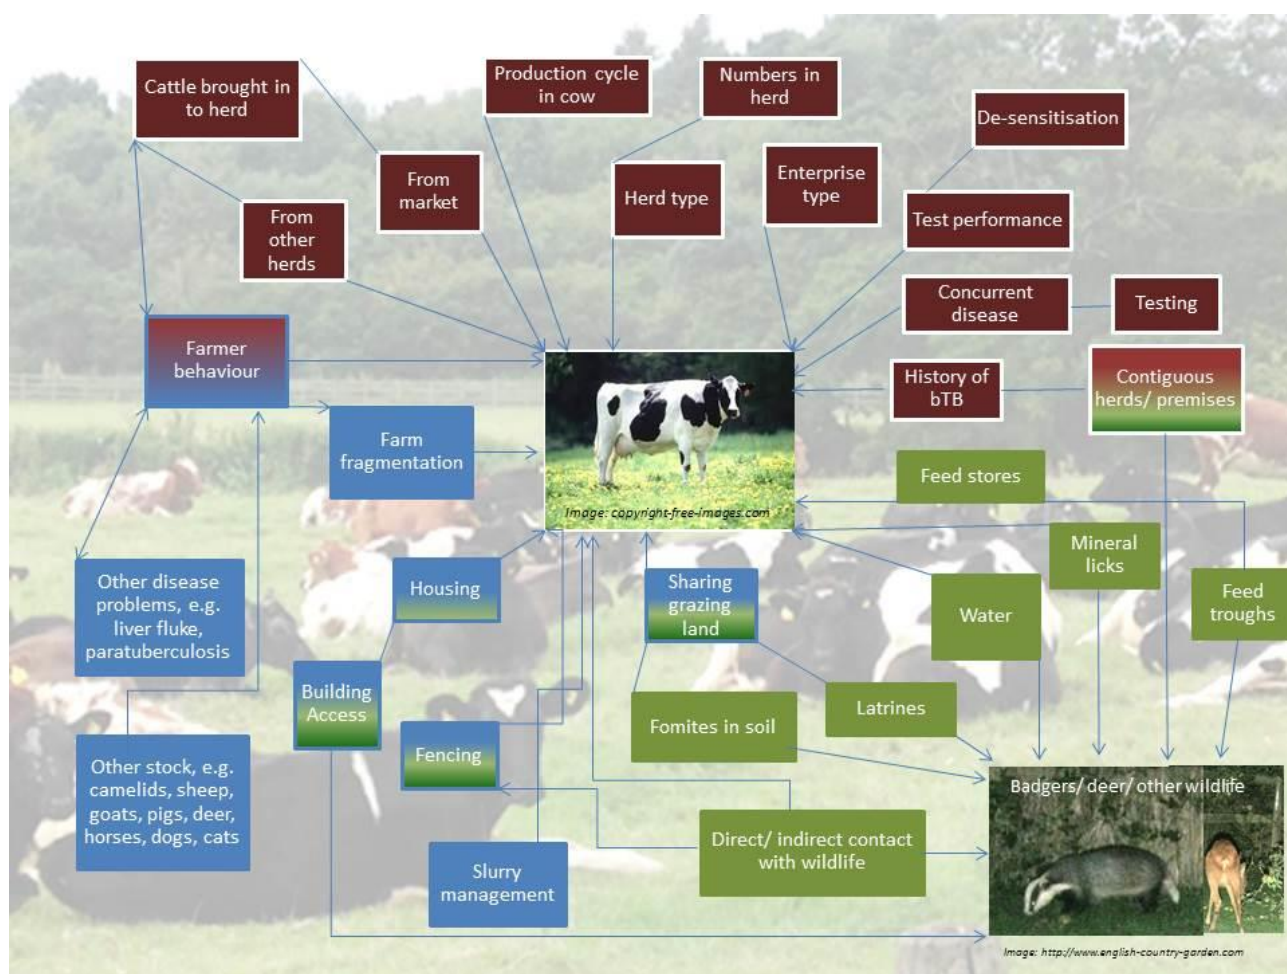 Cattle brought in
to herd
Production cycle
in cow
Numbers in
herd
De-sensitisation
From
market
Herd type
Enterprise
type
From
other
herds
Test performance
Concurrent
disease
Testing
Farmer
behaviour
History of
bTB
Contiguous
herds/ premises
Farm
fragmentation
Feed stores
Image: copyright-free-images.com
Other disease
problems, e.g.
liver fluke,
paratuberculosis
Housing
Sharing
grazing
land
Water
Mineral
licks
Feed
troughs
Building
Access
Fomites in soil
Latrines
Fencing
Other stock, e.g.
camelids, sheep,
goats, pigs, deer,
horses, dogs, cats
Badgers/ deer/ other wildlife
Direct/ indirect contact
with wildlife
Slurry
management
Image: http://www.english-country-garden.com